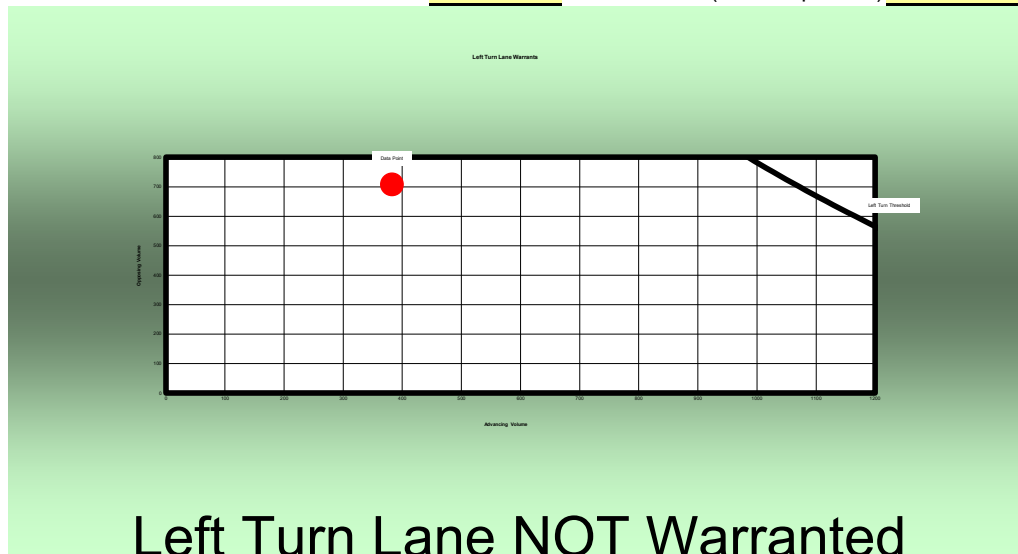 Left Turn Lane Warrants
Data Point
800
700
600
500
400
300
200
100
0
Opposing Volume
Left Turn Threshold
0 100 200 300 400 500 600 700 800 900 1000 1100 1200
Advancing Volume
Left Turn Lane NOT Warranted